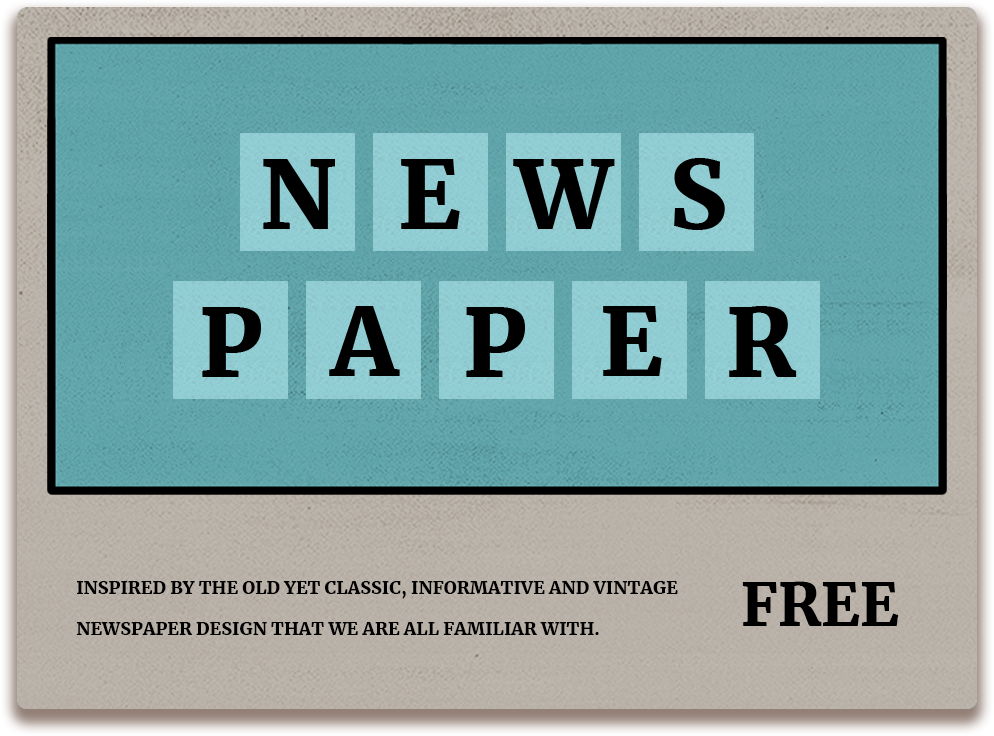 NEWS
PAPER
INSPIRED BY THE OLD YET CLASSIC, INFORMATIVE AND VINTAGE
NEWSPAPER DESIGN THAT WE ARE ALL FAMILIAR WITH.
FREE